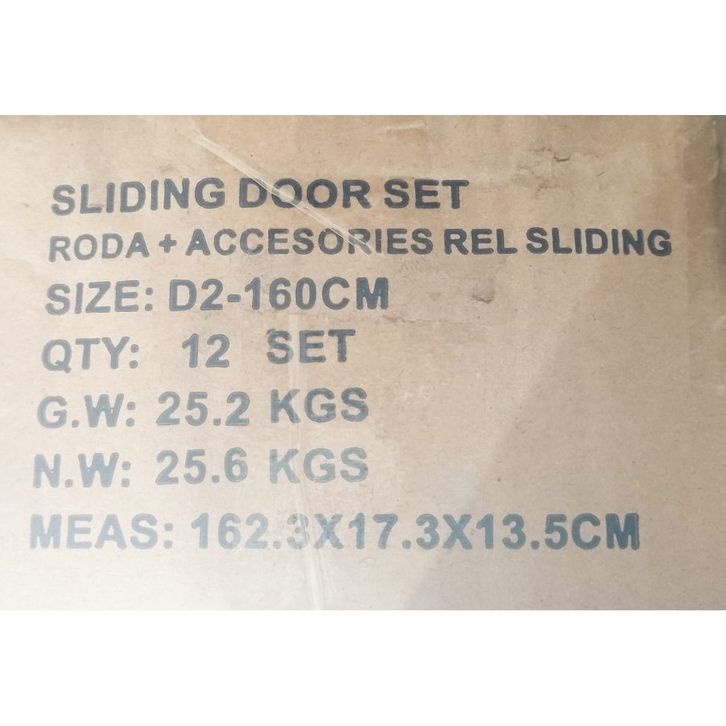 SLIDING DOOR SET
RODA + ACCESORIES REL SLIDING
SIZE: D2-160CM
QTY: 12 SET
G.W: 25.2 KGS
N.W: 25.6 KGS
MEAS: 162.3X17.3X13.5CM